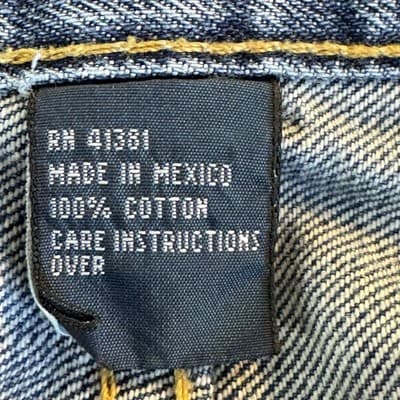 RN 41381
MADE IN MEXICO
100% COTTON
CARE INSTRUCTIONS
OVER